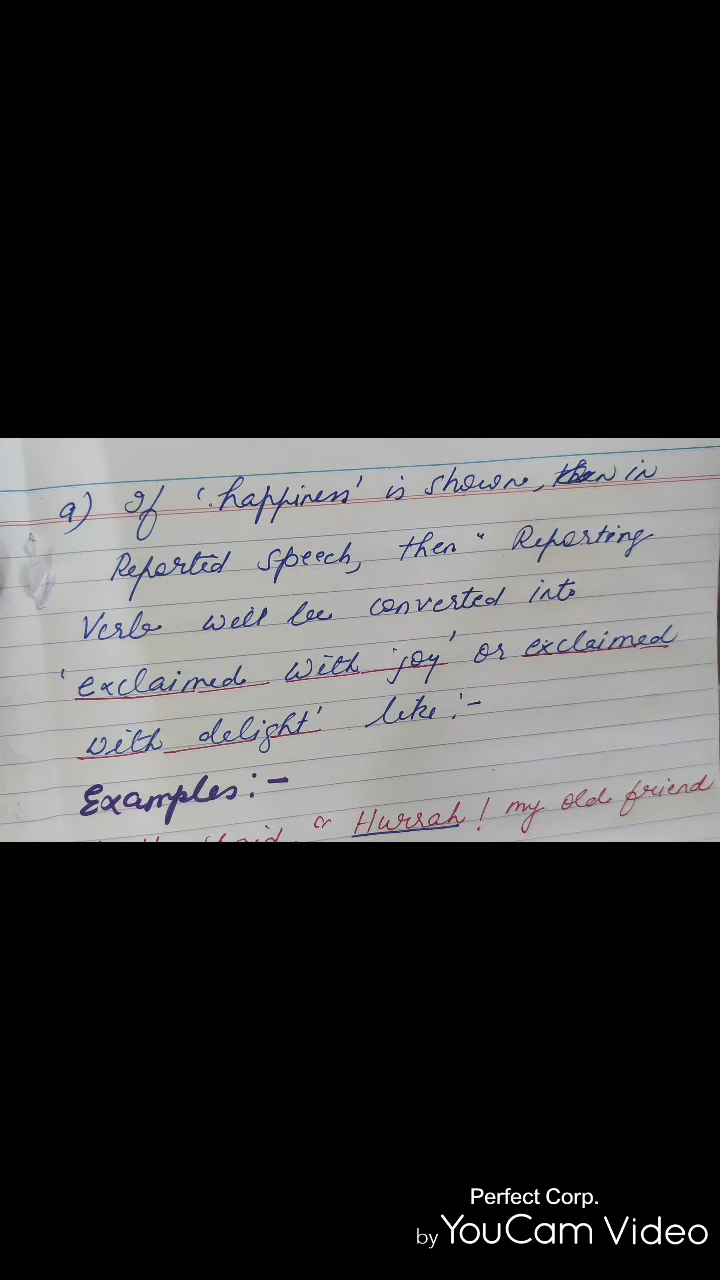 a) If 'happiness' is shown, then in
Reported speech, then " Reporting
Verb will be converted into
'exclaimed with 'joy' or exclaimed
with delight' like :-
Examples :-
" Hurrah ! my old friend
Perfect Corp.
by YouCam Video